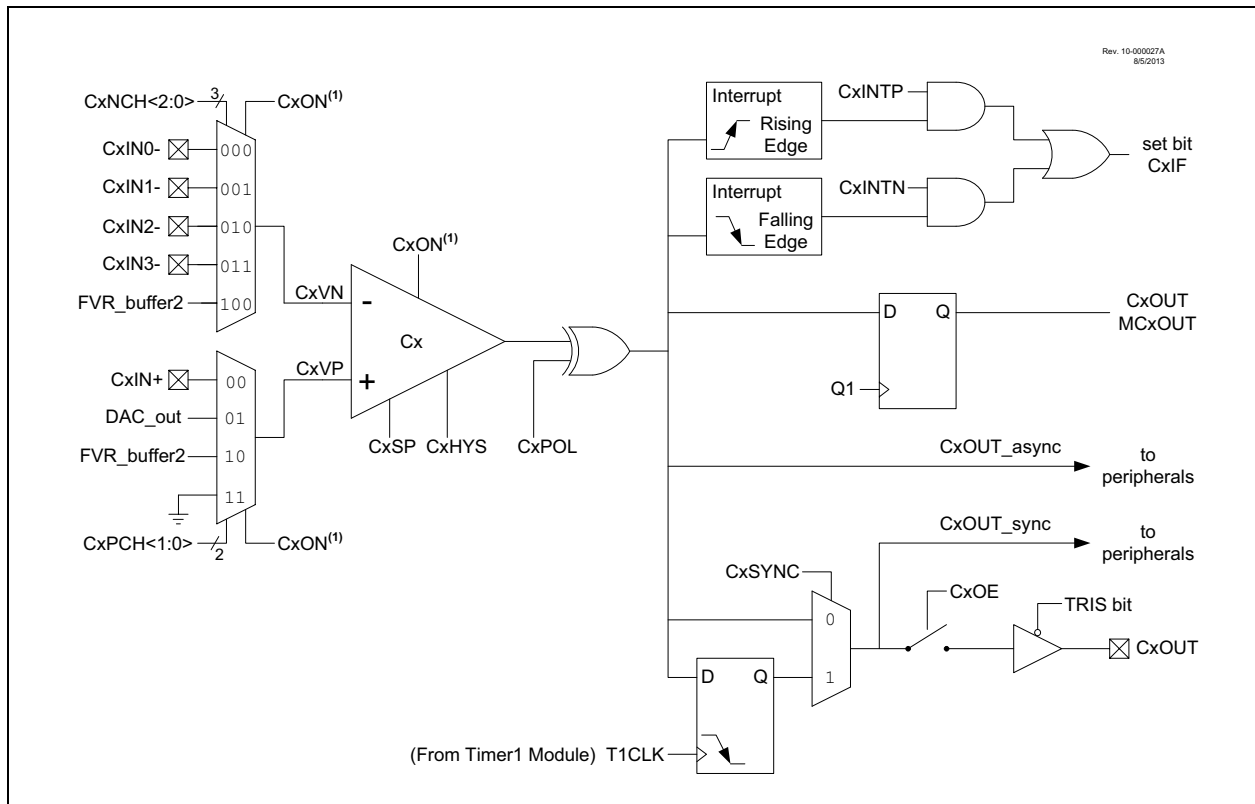 Rev. 10-000027A
8/5/2013
CxNCH<2:0>
3
CxON(1)
CxIN0-
000
CxIN1-
001
CxIN2-
010
CxIN3-
011
FVR_buffer2
100
CxIN+
00
DAC_out
01
FVR_buffer2
10
11
CxPCH<1:0>
2
CxON(1)
CxVN
-
CxVP
+
Cx
CxON(1)
CxSP
CxHYS
CxPOL
Interrupt
Rising
Edge
CxINTP
Interrupt
Falling
Edge
CxINTN
set bit
CxIF
D
Q
Q1
CxOUT
MCxOUT
CxOUT_async
to
peripherals
CxOUT_sync
to
peripherals
CxSYNC
0
1
CxOE
TRIS bit
CxOUT
D
Q
(From Timer1 Module) T1CLK